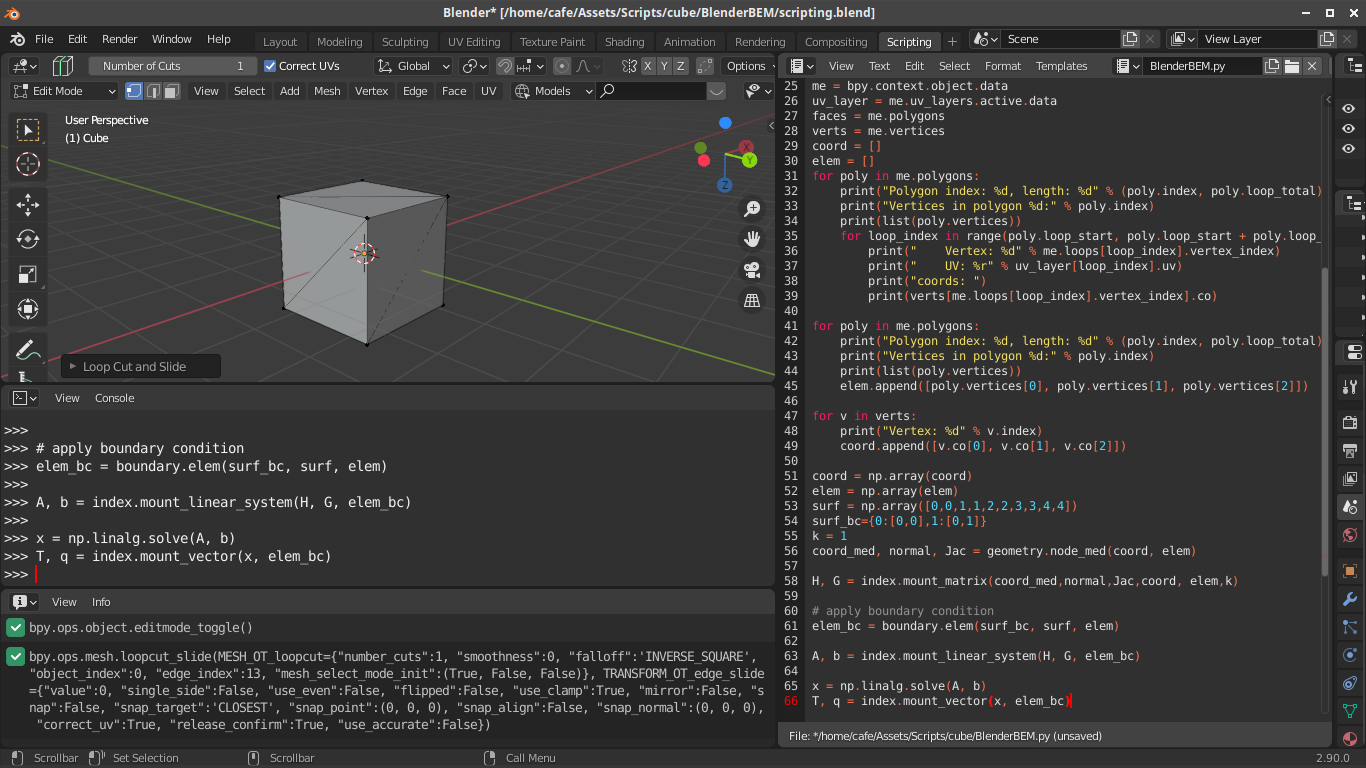 Blender* [/home/cafe/Assets/Scripts/cube/BlenderBEM/scripting.blend]
File Edit Render Window Help Layout Modeling Sculpting UV Editing Texture Paint Shading Animation Rendering Compositing Scripting + Scene View Layer
Number of Cuts 1 Correct UVs Global X Y Z Options
Edit Mode View Select Add Mesh Vertex Edge Face UV Models
User Perspective
(1) Cube
X
Y
Z
Loop Cut and Slide
View Console
>>>
>>> # apply boundary condition
>>> elem_bc = boundary.elem(surf_bc, surf, elem)
>>>
>>> A, b = index.mount_linear_system(H, G, elem_bc)
>>>
>>> x = np.linalg.solve(A, b)
>>> T, q = index.mount_vector(x, elem_bc)
>>>
View Info
bpy.ops.object.editmode_toggle()
bpy.ops.mesh.loopcut_slide(MESH_OT_loopcut={"number_cuts":1, "smoothness":0, "falloff":'INVERSE_SQUARE',
"object_index":0, "edge_index":13, "mesh_select_mode_init":(True, False, False)}, TRANSFORM_OT_edge_slide
={"value":0, "single_side":False, "use_even":False, "flipped":False, "use_clamp":True, "mirror":False, "s
nap":False, "snap_target":'CLOSEST', "snap_point":(0, 0, 0), "snap_align":False, "snap_normal":(0, 0, 0),
"correct_uv":True, "release_confirm":True, "use_accurate":False})
View Text Edit Select Format Templates BlenderBEM.py
25 me = bpy.context.object.data
26 uv_layer = me.uv_layers.active.data
27 faces = me.polygons
28 verts = me.vertices
29 coord = []
30 elem = []
31 for poly in me.polygons:
32 print("Polygon index: %d, length: %d" % (poly.index, poly.loop_total)
33 print("Vertices in polygon %d:" % poly.index)
34 print(list(poly.vertices))
35 for loop_index in range(poly.loop_start, poly.loop_start + poly.loop_
36 print("    Vertex: %d" % me.loops[loop_index].vertex_index)
37 print("    UV: %r" % uv_layer[loop_index].uv)
38 print("coords: ")
39 print(verts[me.loops[loop_index].vertex_index].co)
40
41 for poly in me.polygons:
42 print("Polygon index: %d, length: %d" % (poly.index, poly.loop_total)
43 print("Vertices in polygon %d:" % poly.index)
44 print(list(poly.vertices))
45 elem.append([poly.vertices[0], poly.vertices[1], poly.vertices[2]])
46
47 for v in verts:
48 print("Vertex: %d" % v.index)
49 coord.append([v.co[0], v.co[1], v.co[2]])
50
51 coord = np.array(coord)
52 elem = np.array(elem)
53 surf = np.array([0,0,1,1,2,2,3,3,4,4])
54 surf_bc={0:[0,0],1:[0,1]}
55 k = 1
56 coord_med, normal, Jac = geometry.node_med(coord, elem)
57
58 H, G = index.mount_matrix(coord_med,normal,Jac,coord, elem,k)
59
60 # apply boundary condition
61 elem_bc = boundary.elem(surf_bc, surf, elem)
62
63 A, b = index.mount_linear_system(H, G, elem_bc)
64
65 x = np.linalg.solve(A, b)
66 T, q = index.mount_vector(x, elem_bc)
File: */home/cafe/Assets/Scripts/cube/BlenderBEM.py (unsaved)
Scrollbar Set Selection Scrollbar Call Menu 2.90.0